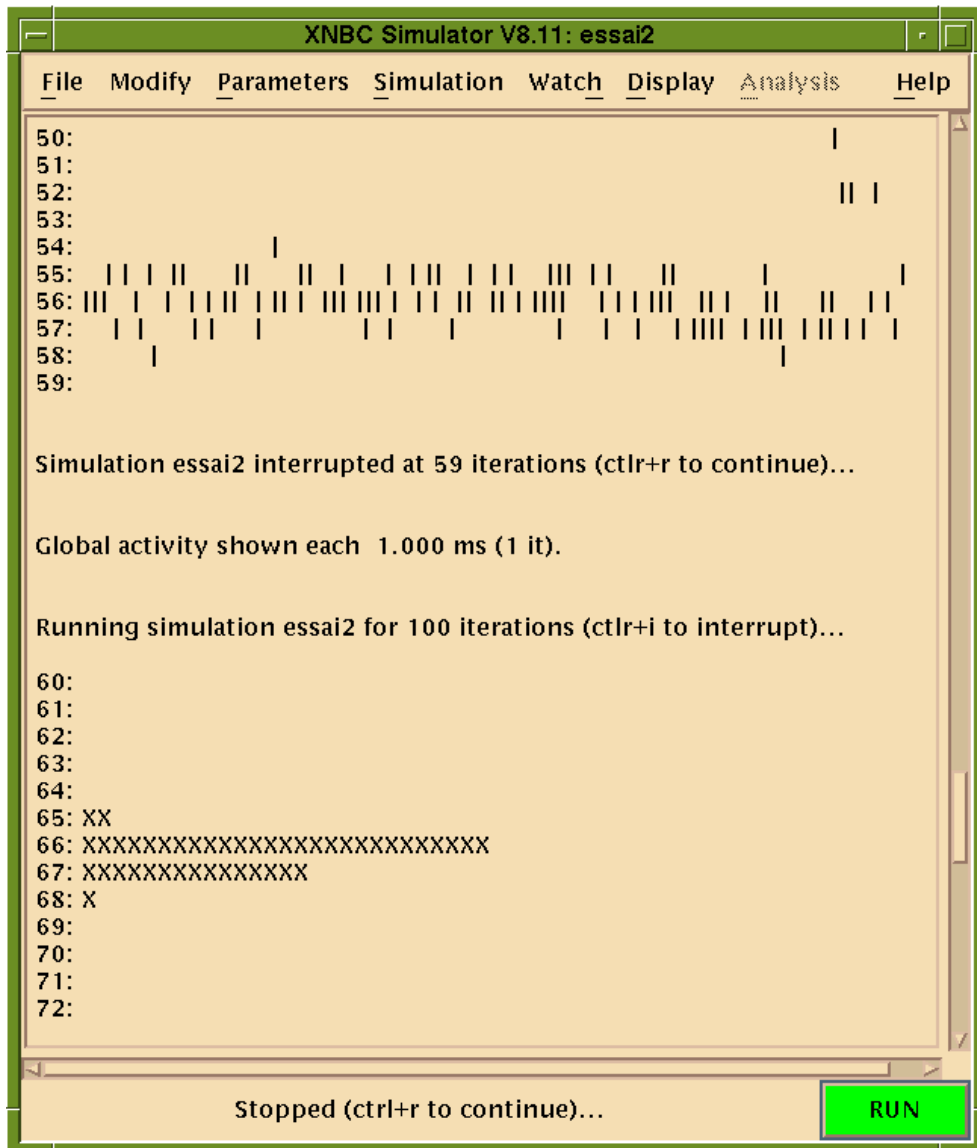 XNBC Simulator V8.11: essai2
File Modify Parameters Simulation Watch Display Analysis Help
50: |
51:
52: || |
53:
54: |
55: | | | || || || | | | || | | | ||| | | || | |
56: ||| | | | | || | || | ||| ||| | | | || || | |||| | | | ||| || | || || | |
57: | | | | | | | | | | | | |||| | ||| | || | | |
58: | |
59:
Simulation essai2 interrupted at 59 iterations (ctlr+r to continue)...
Global activity shown each 1.000 ms (1 it).
Running simulation essai2 for 100 iterations (ctlr+i to interrupt)...
60:
61:
62:
63:
64:
65: XX
66: XXXXXXXXXXXXXXXXXXXXXXXXXXX
67: XXXXXXXXXXXXXXX
68: X
69:
70:
71:
72:
Stopped (ctrl+r to continue)...
RUN